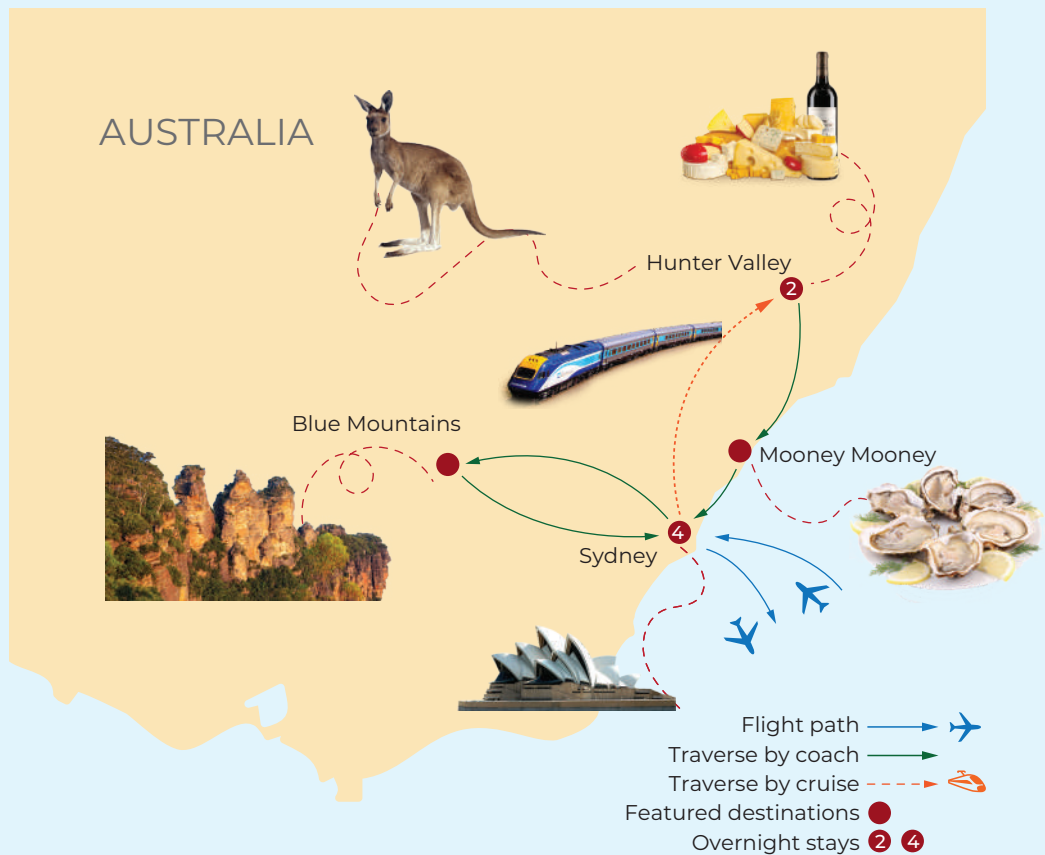 AUSTRALIA
Hunter Valley
2
Blue Mountains
Mooney Mooney
4
Sydney
Flight path
Traverse by coach
Traverse by cruise
Featured destinations
Overnight stays 2 4